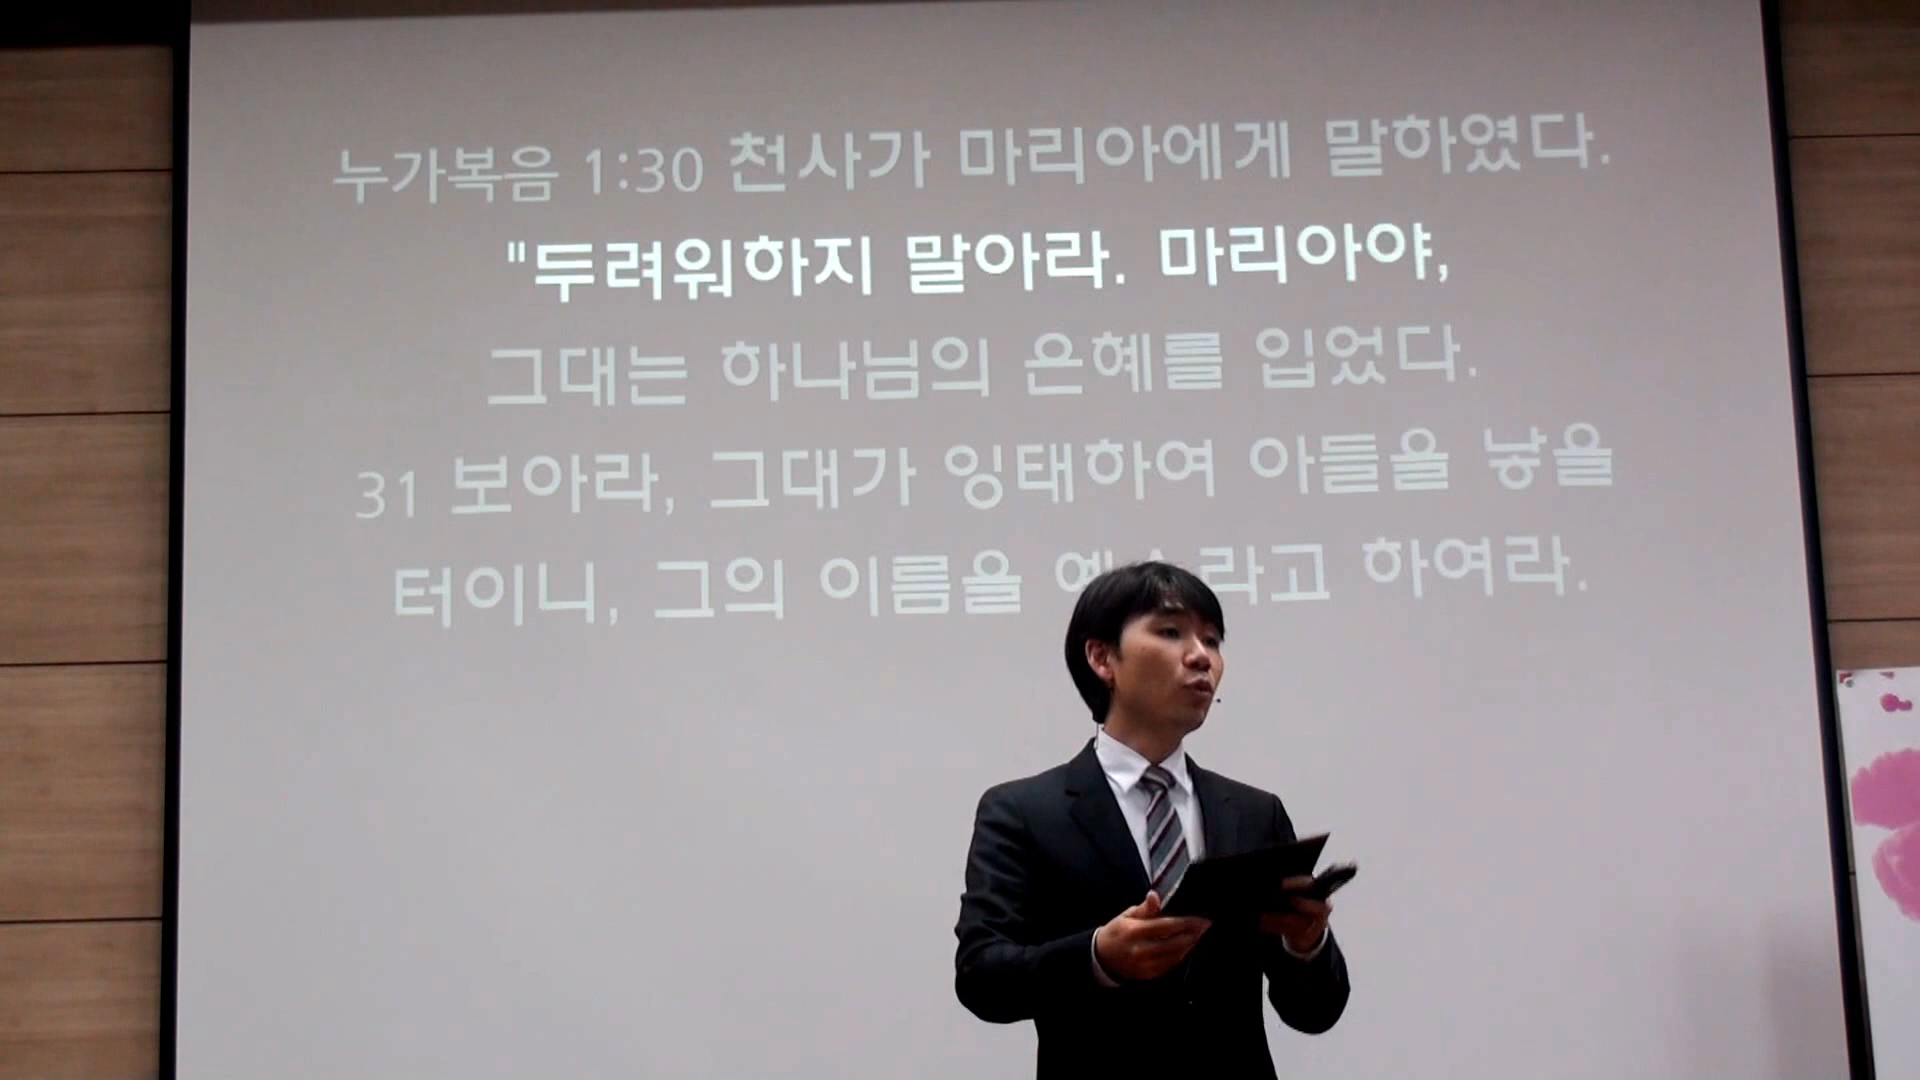 누가복음 1:30 천사가 마리아에게 말하였다.
"두려워하지 말아라. 마리아야,
그대는 하나님의 은혜를 입었다.
31 보아라, 그대가 잉태하여 아들을 낳을
터이니, 그의 이름을 예수라고 하여라.